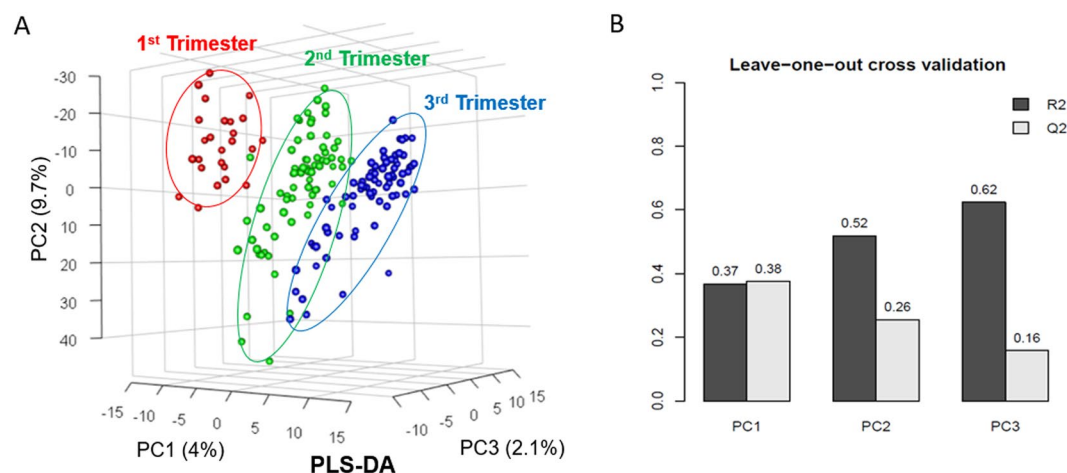 A
1st Trimester
2nd Trimester
3rd Trimester
-30
-20
-10
0
10
20
30
40
PC2 (9.7%)
-15 -10 -5 0 5 10 15
-10 -5 0 5 10 15
PC1 (4%)
PC3 (2.1%)
PLS-DA
B
Leave-one-out cross validation
R2
Q2
1.0
0.8
0.6
0.4
0.2
0.0
0.37 0.38
0.52 0.26
0.62 0.16
PC1 PC2 PC3